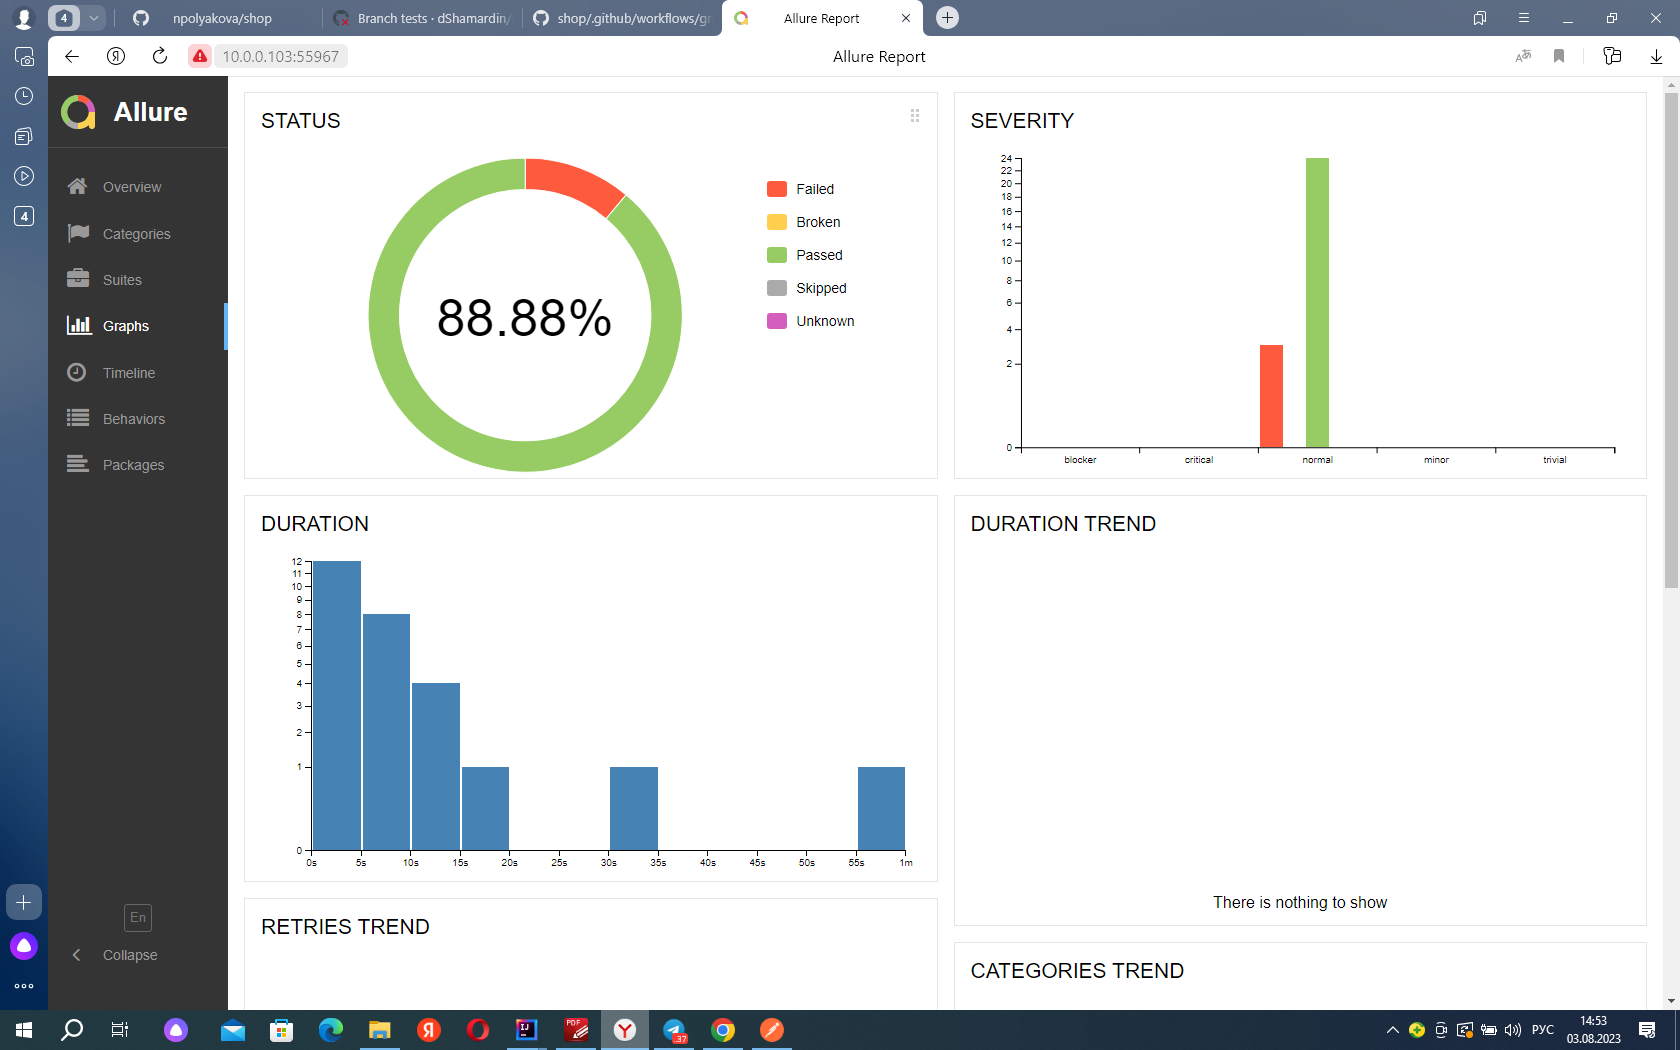 4
npolyakova/shop
Branch tests · dShamardin/
shop/.github/workflows/gr
Allure Report
10.0.0.103:55967
Allure Report
4
Allure
Overview
Categories
Suites
Graphs
Timeline
Behaviors
Packages
En
Collapse
STATUS
88.88%
Failed
Broken
Passed
Skipped
Unknown
SEVERITY
24
22
20
18
16
14
12
10
8
6
4
2
0
blocker critical normal minor trivial
DURATION
12
11
10
9
8
7
6
5
4
3
2
1
0
0s 5s 10s 15s 20s 25s 30s 35s 40s 45s 50s 55s 1m
DURATION TREND
There is nothing to show
RETRIES TREND
CATEGORIES TREND
Я
IJ
PDF
Y
37
РУС
14:53
03.08.2023